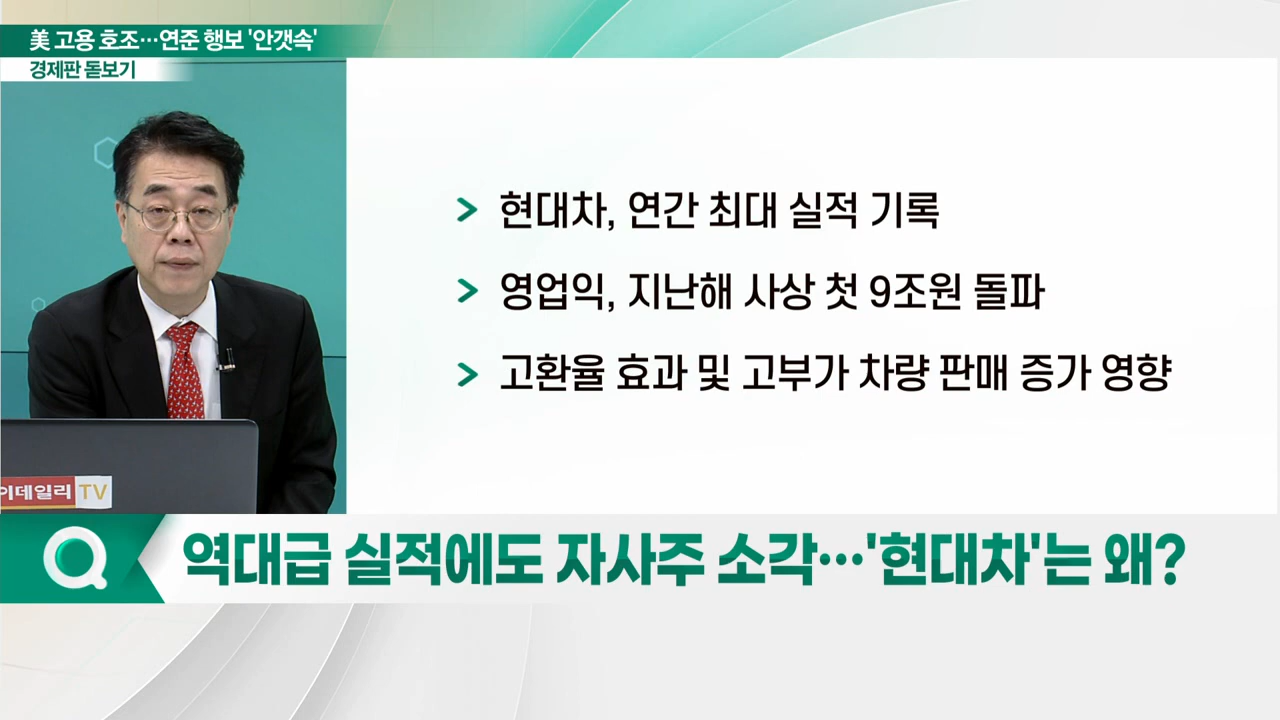 美 고용 호조…연준 행보 '안갯속'
경제판 돋보기
> 현대차, 연간 최대 실적 기록
> 영업익, 지난해 사상 첫 9조원 돌파
> 고환율 효과 및 고부가 차량 판매 증가 영향
이데일리 TV
역대급 실적에도 자사주 소각…'현대차'는 왜?